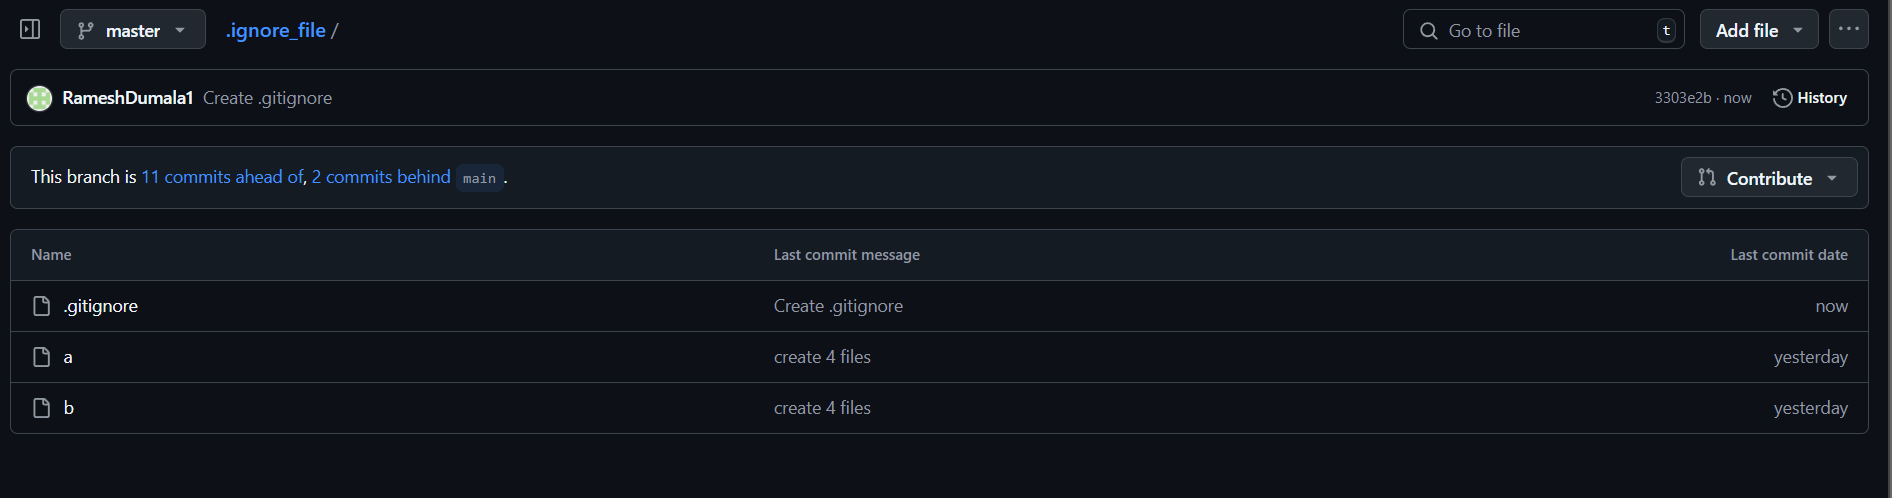 master .ignore_file / Go to file t Add file ...
RameshDumala1 Create .gitignore 3303e2b · now History
This branch is 11 commits ahead of, 2 commits behind main . Contribute
Name Last commit message Last commit date
.gitignore Create .gitignore now
a create 4 files yesterday
b create 4 files yesterday